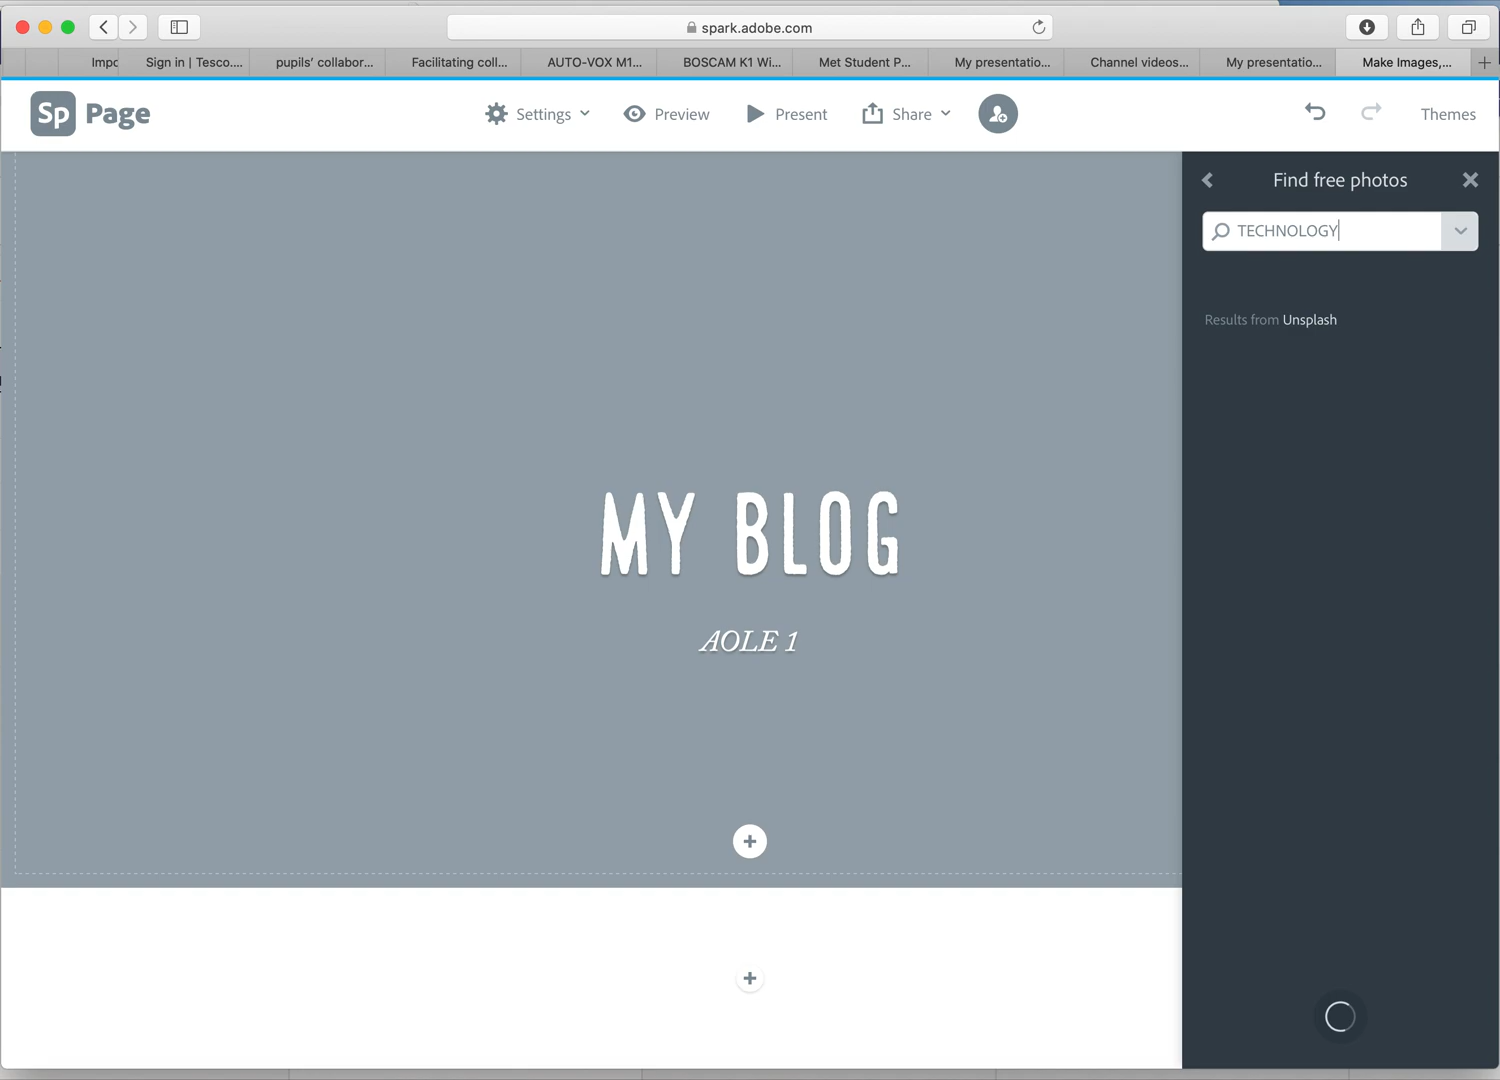 spark.adobe.com
Impo
Sign in | Tesco....
pupils' collabor...
Facilitating coll...
AUTO-VOX M1...
BOSCAM K1 Wi...
Met Student P...
My presentatio...
Channel videos...
My presentatio...
Make Images,...
Sp Page
Settings
Preview
Present
Share
Themes
Find free photos
TECHNOLOGY
Results from Unsplash
MY BLOG
AOLE 1